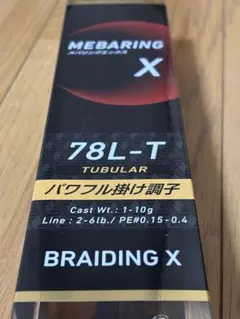 MEBARING
メバリングエックス
X
78L-T
TUBULAR
パワフル掛け調子
Cast Wt. : 1-10g
Line : 2-6lb./ PE#0.15-0.4
BRAIDING X